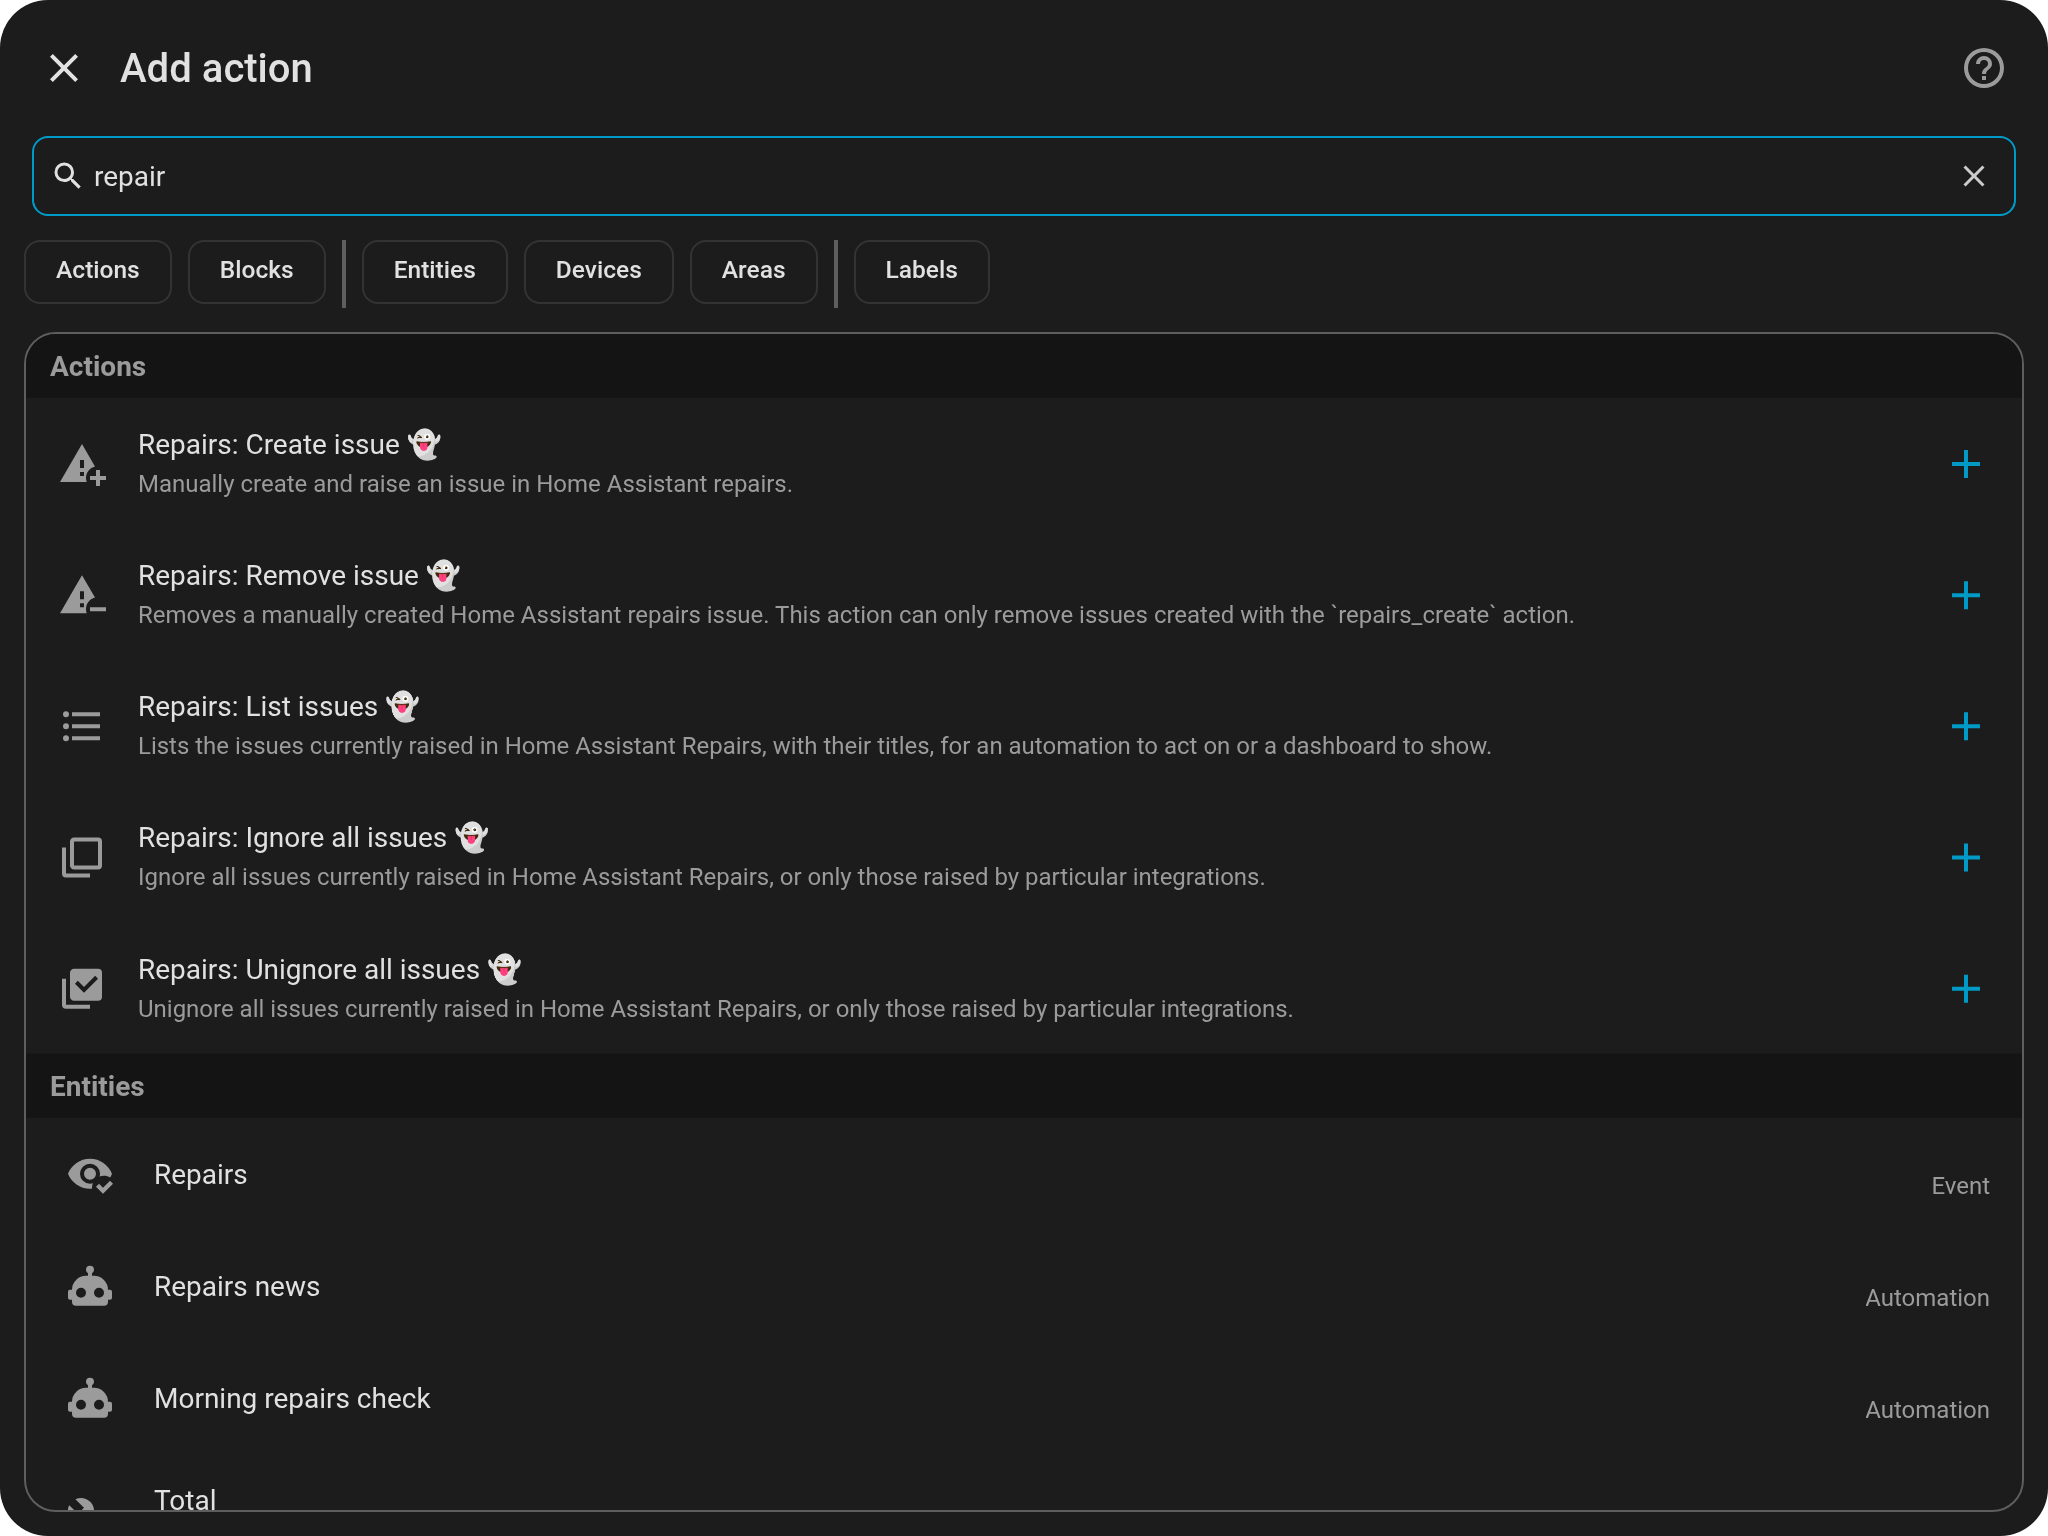 Add action
repair
Actions
Blocks
Entities
Devices
Areas
Labels
Actions
Repairs: Create issue 👻
Manually create and raise an issue in Home Assistant repairs.
Repairs: Remove issue 👻
Removes a manually created Home Assistant repairs issue. This action can only remove issues created with the `repairs_create` action.
Repairs: List issues 👻
Lists the issues currently raised in Home Assistant Repairs, with their titles, for an automation to act on or a dashboard to show.
Repairs: Ignore all issues 👻
Ignore all issues currently raised in Home Assistant Repairs, or only those raised by particular integrations.
Repairs: Unignore all issues 👻
Unignore all issues currently raised in Home Assistant Repairs, or only those raised by particular integrations.
Entities
Repairs
Event
Repairs news
Automation
Morning repairs check
Automation
Total